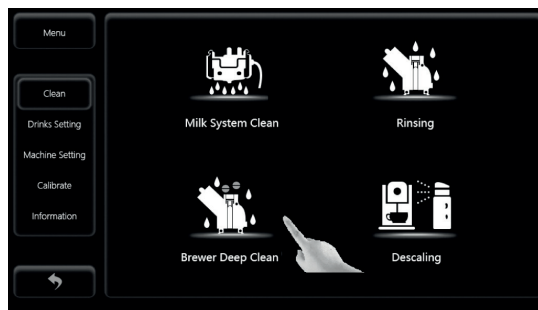 Menu
Clean
Drinks Setting
Machine Setting
Calibrate
Information
Milk System Clean
Rinsing
Brewer Deep Clean
Descaling